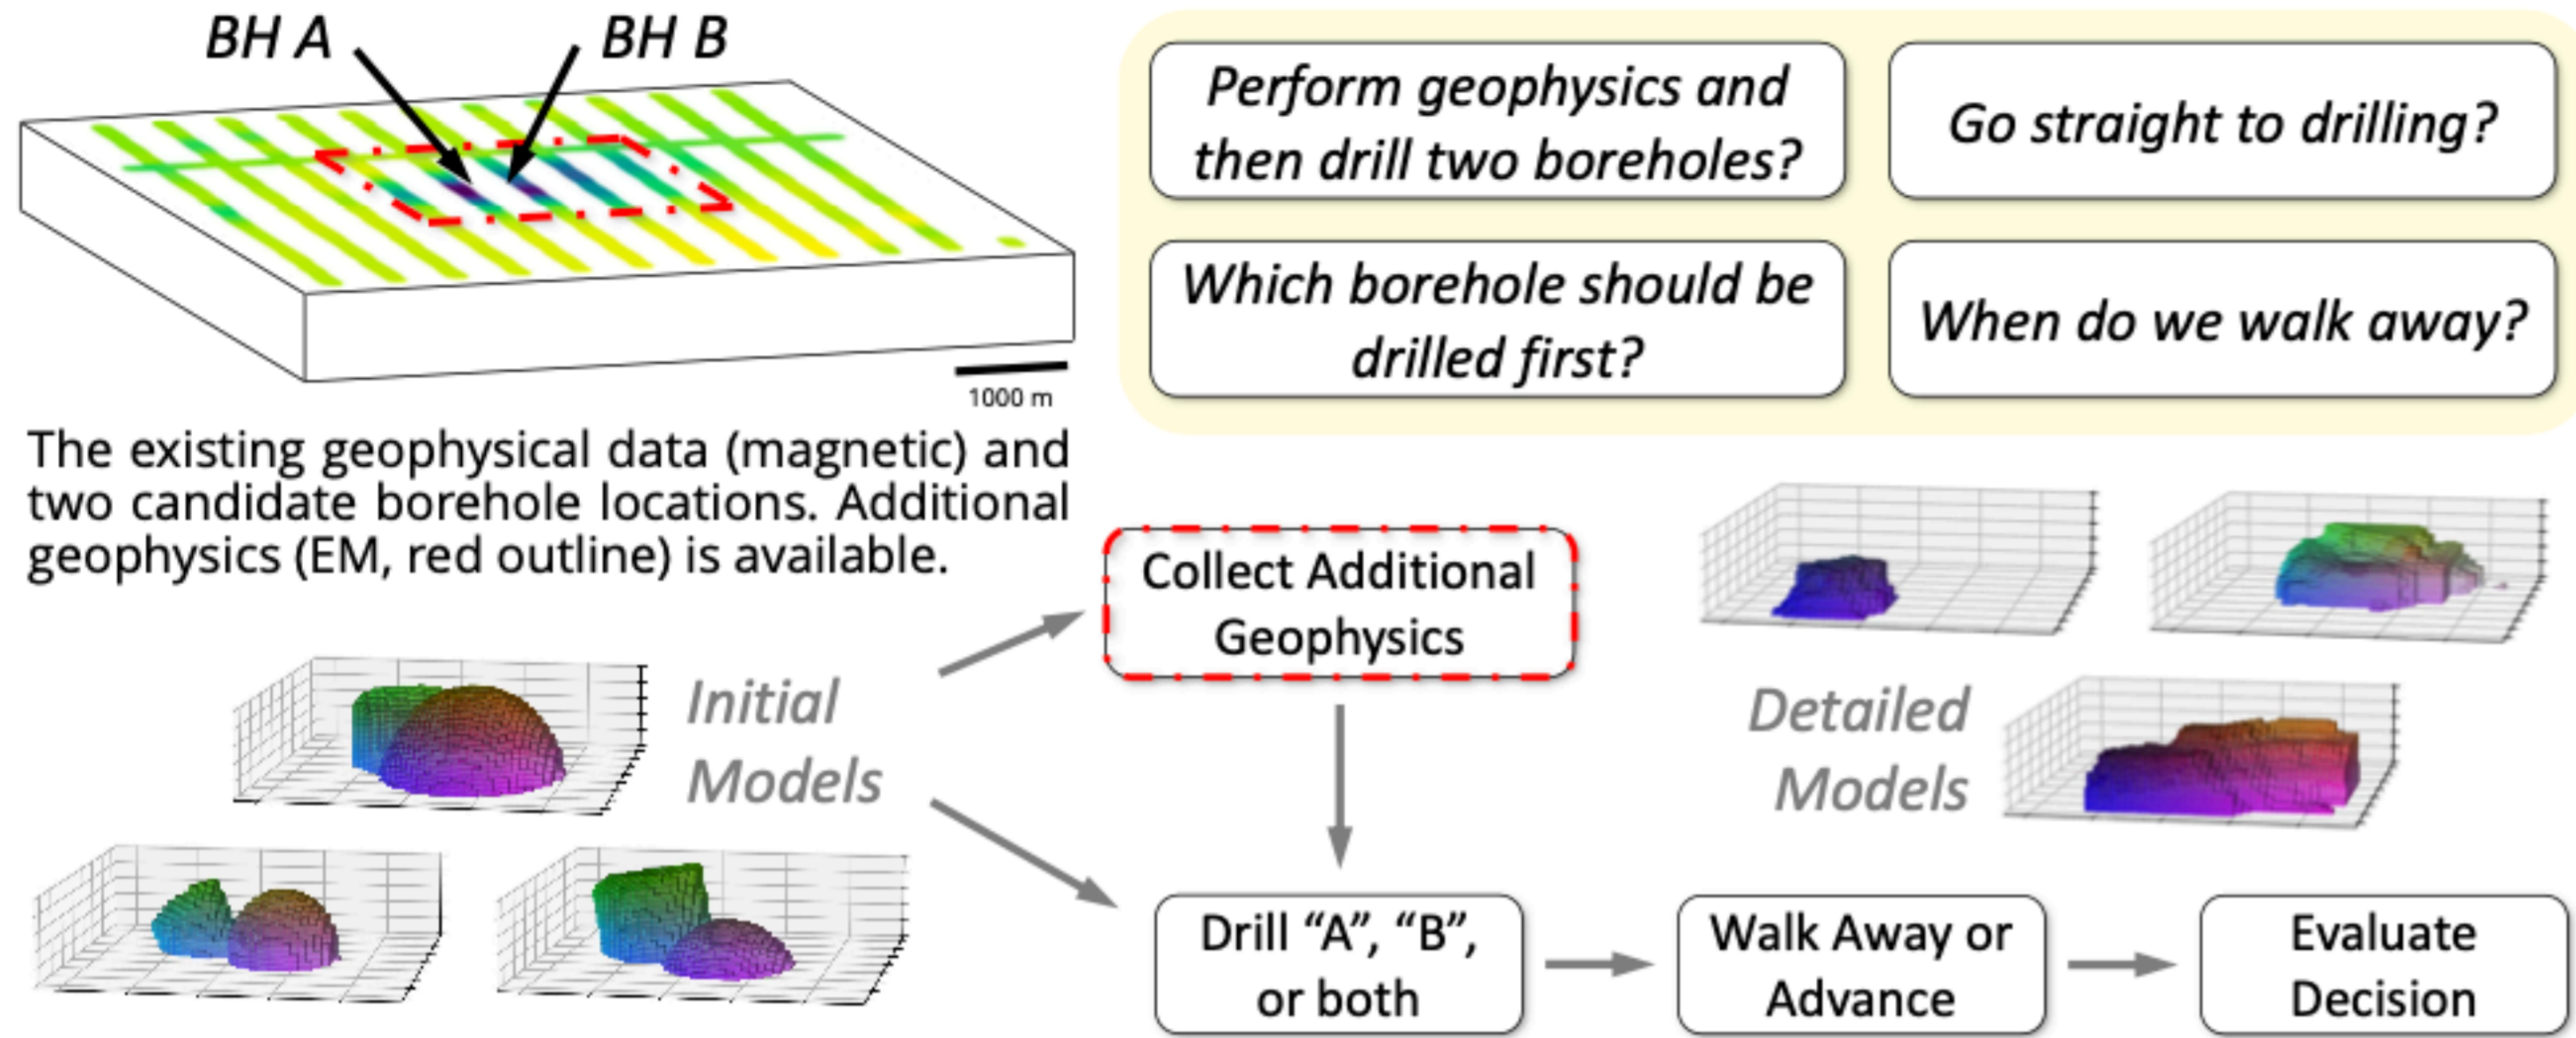 BH A
BH B
1000 m
The existing geophysical data (magnetic) and
two candidate borehole locations. Additional
geophysics (EM, red outline) is available.
Perform geophysics and
then drill two boreholes?
Go straight to drilling?
Which borehole should be
drilled first?
When do we walk away?
Initial
Models
Collect Additional
Geophysics
Detailed
Models
Drill “A”, “B”,
or both
Walk Away or
Advance
Evaluate
Decision